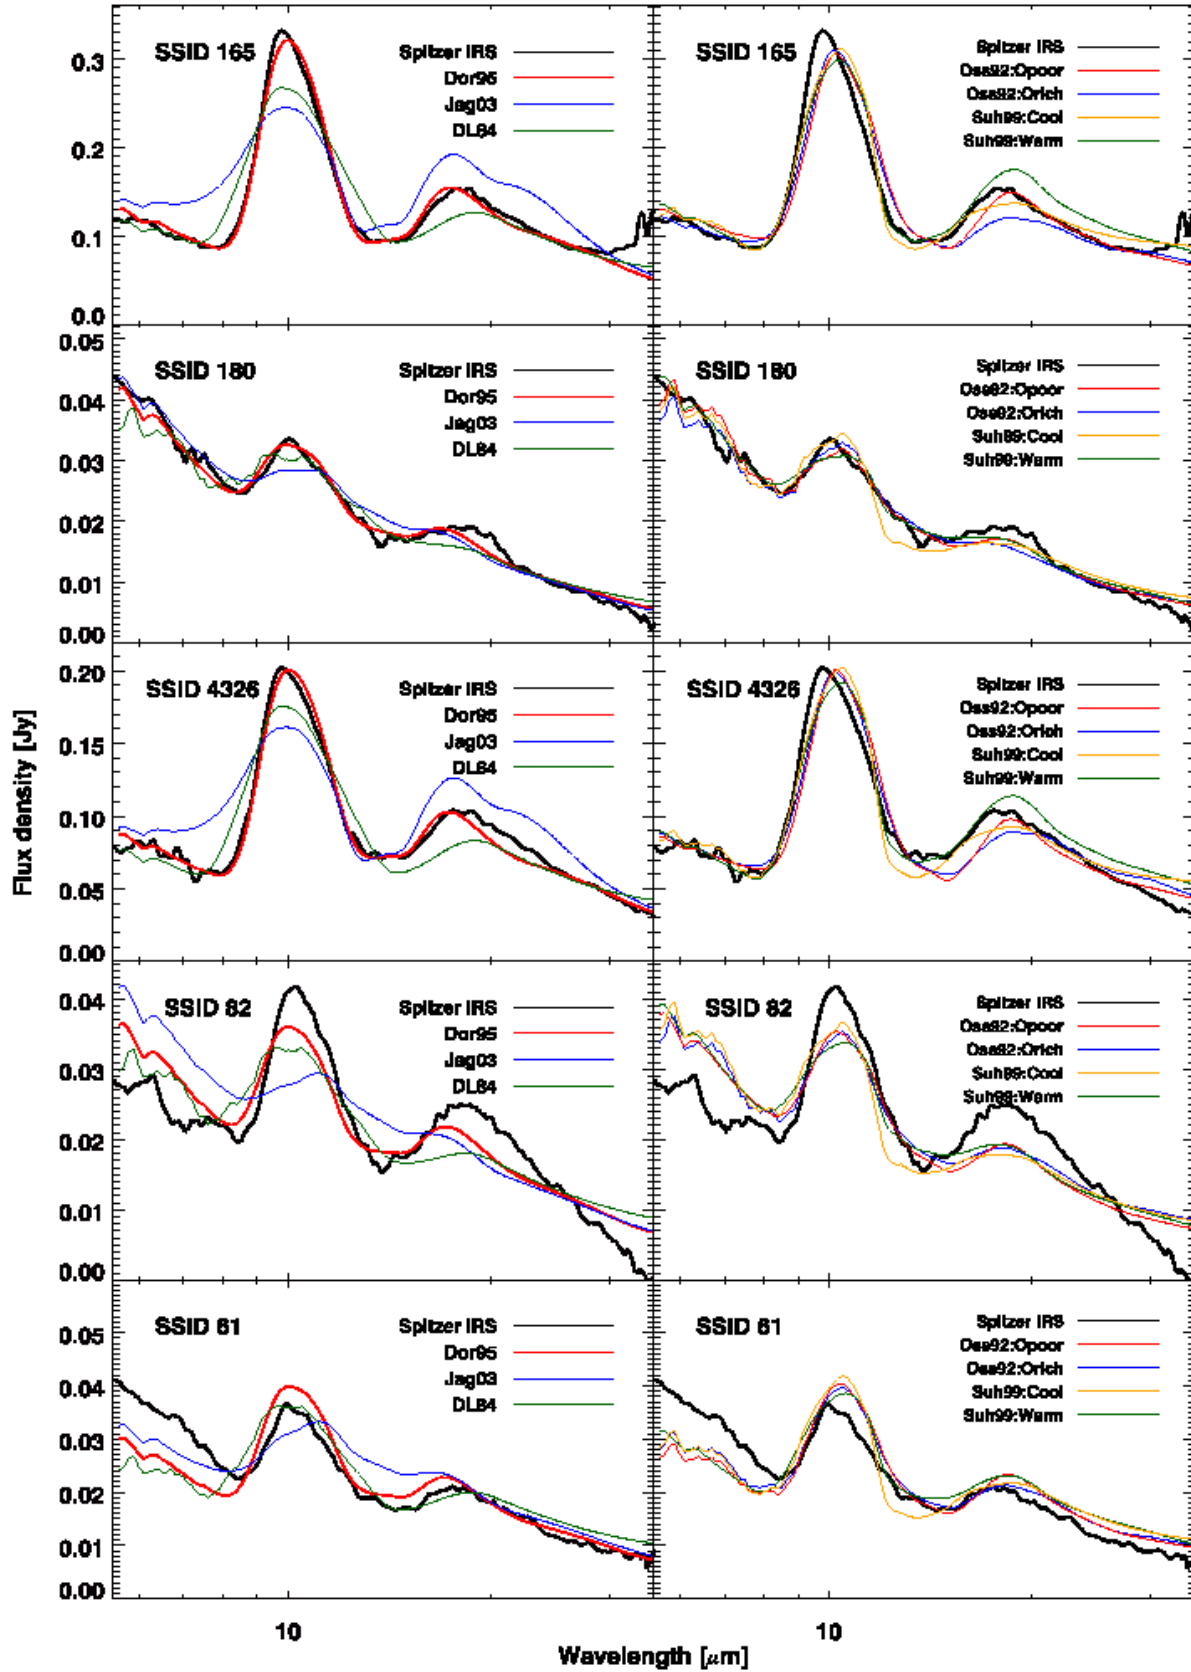 SSID 165
Spitzer IRS
Dor95
Jag03
DL84
0.3
0.2
0.1
0.0
SSID 165
Spitzer IRS
Oss92:Opoor
Oss92:Orich
Suh99:Cool
Suh99:Warm
SSID 180
Spitzer IRS
Dor95
Jag03
DL84
0.05
0.04
0.03
0.02
0.01
0.00
SSID 180
Spitzer IRS
Oss92:Opoor
Oss92:Orich
Suh99:Cool
Suh99:Warm
SSID 4326
Spitzer IRS
Dor95
Jag03
DL84
0.20
0.15
0.10
0.05
0.00
SSID 4326
Spitzer IRS
Oss92:Opoor
Oss92:Orich
Suh99:Cool
Suh99:Warm
Flux density [Jy]
SSID 82
Spitzer IRS
Dor95
Jag03
DL84
0.04
0.03
0.02
0.01
0.00
SSID 82
Spitzer IRS
Oss92:Opoor
Oss92:Orich
Suh99:Cool
Suh99:Warm
SSID 61
Spitzer IRS
Dor95
Jag03
DL84
0.05
0.04
0.03
0.02
0.01
0.00
SSID 61
Spitzer IRS
Oss92:Opoor
Oss92:Orich
Suh99:Cool
Suh99:Warm
10
10
Wavelength [μm]